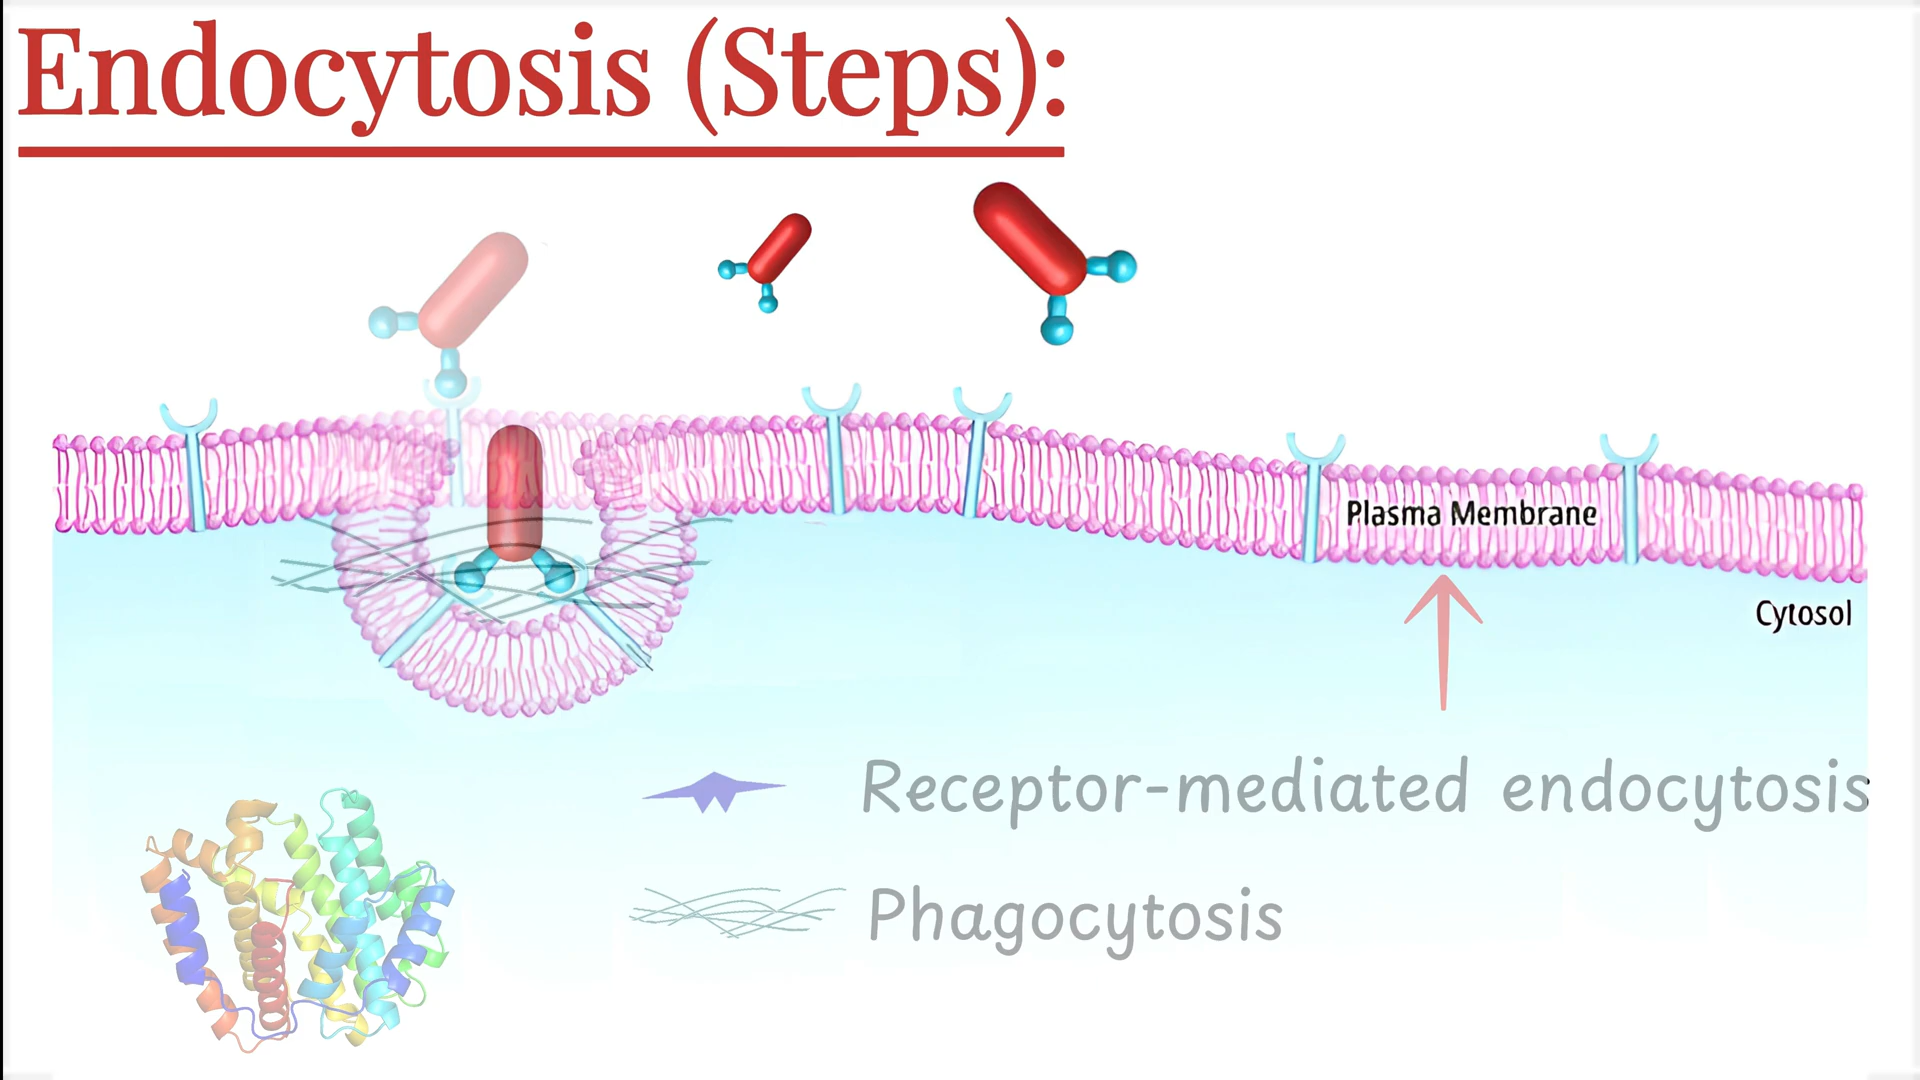 Endocytosis (Steps):
Plasma Membrane
Cytosol
Receptor-mediated endocytosis
Phagocytosis